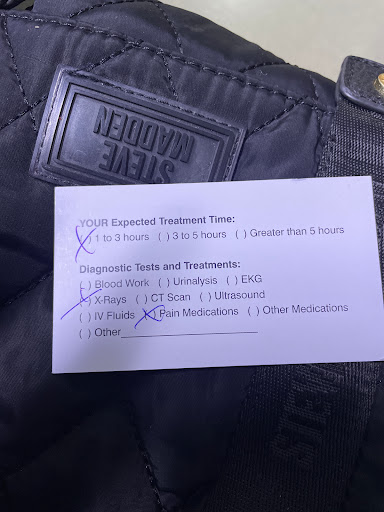 STEVE
MADDEN
YOUR Expected Treatment Time:
(X) 1 to 3 hours ( ) 3 to 5 hours ( ) Greater than 5 hours
Diagnostic Tests and Treatments:
( ) Blood Work ( ) Urinalysis ( ) EKG
(X) X-Rays ( ) CT Scan ( ) Ultrasound
( ) IV Fluids (X) Pain Medications ( ) Other Medications
( ) Other
STEVE